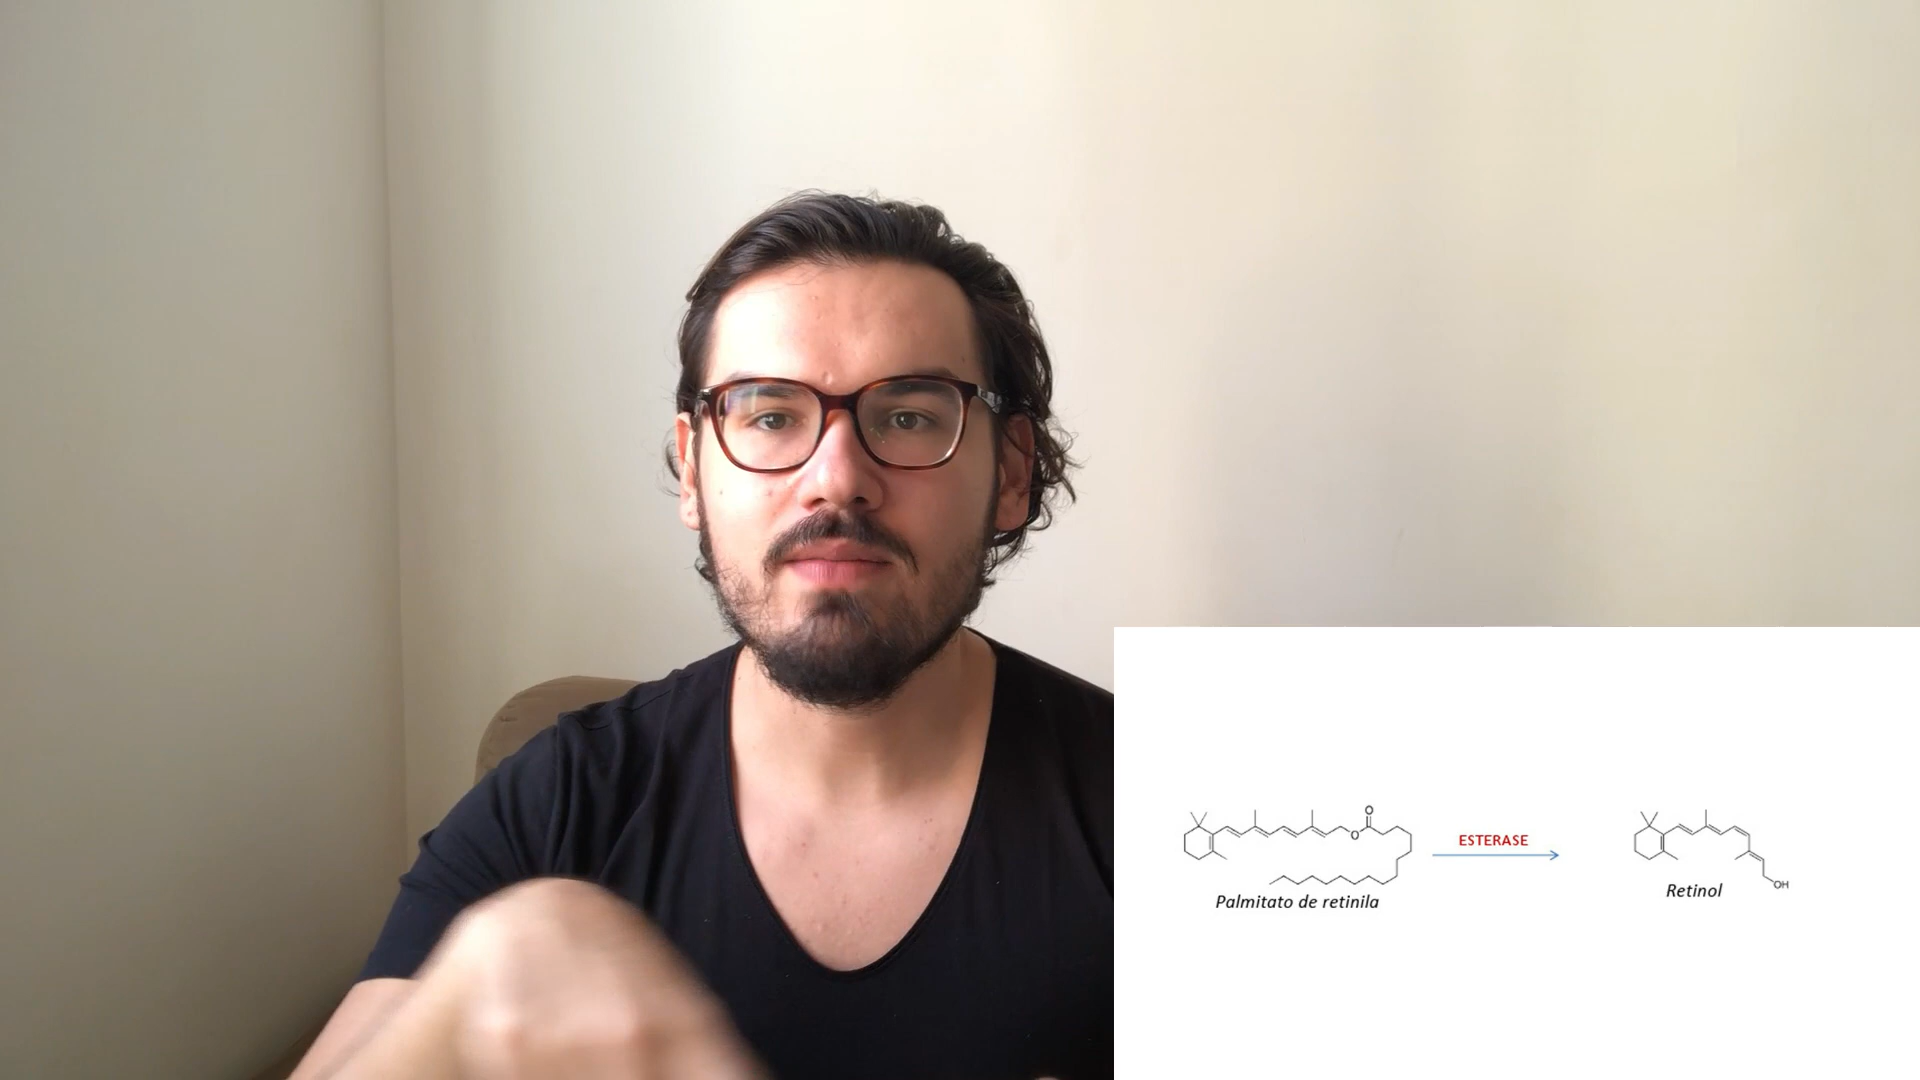 O
O
ESTERASE
OH
Palmitato de retinila
Retinol